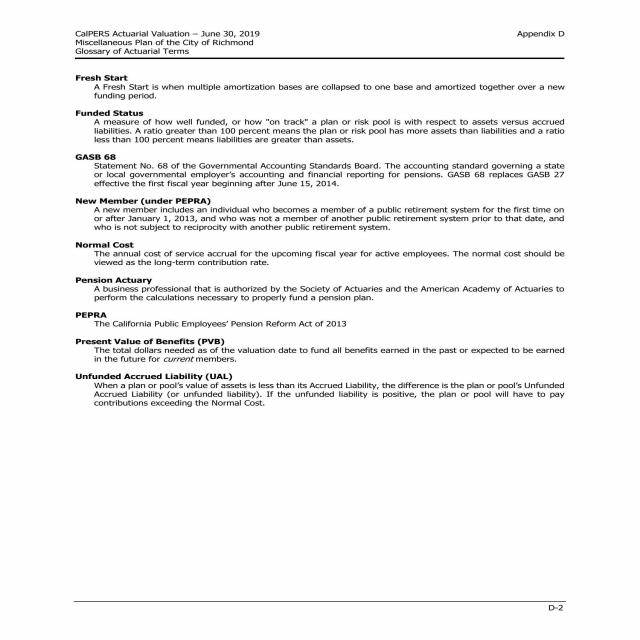 CalPERS Actuarial Valuation – June 30, 2019 Appendix D
Miscellaneous Plan of the City of Richmond
Glossary of Actuarial Terms
Fresh Start
A Fresh Start is when multiple amortization bases are collapsed to one base and amortized together over a new
funding period.
Funded Status
A measure of how well funded, or how "on track" a plan or risk pool is with respect to assets versus accrued
liabilities. A ratio greater than 100 percent means the plan or risk pool has more assets than liabilities and a ratio
less than 100 percent means liabilities are greater than assets.
GASB 68
Statement No. 68 of the Governmental Accounting Standards Board. The accounting standard governing a state
or local governmental employer's accounting and financial reporting for pensions. GASB 68 replaces GASB 27
effective the first fiscal year beginning after June 15, 2014.
New Member (under PEPRA)
A new member includes an individual who becomes a member of a public retirement system for the first time on
or after January 1, 2013, and who was not a member of another public retirement system prior to that date, and
who is not subject to reciprocity with another public retirement system.
Normal Cost
The annual cost of service accrual for the upcoming fiscal year for active employees. The normal cost should be
viewed as the long-term contribution rate.
Pension Actuary
A business professional that is authorized by the Society of Actuaries and the American Academy of Actuaries to
perform the calculations necessary to properly fund a pension plan.
PEPRA
The California Public Employees' Pension Reform Act of 2013
Present Value of Benefits (PVB)
The total dollars needed as of the valuation date to fund all benefits earned in the past or expected to be earned
in the future for current members.
Unfunded Accrued Liability (UAL)
When a plan or pool's value of assets is less than its Accrued Liability, the difference is the plan or pool's Unfunded
Accrued Liability (or unfunded liability). If the unfunded liability is positive, the plan or pool will have to pay
contributions exceeding the Normal Cost.
D-2